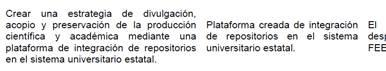 Crear una estrategia de divulgación,
acopio y preservación de la producción
científica y académica mediante una
plataforma de integración de repositorios
en el sistema universitario estatal.
Plataforma creada de integración
de repositorios en el sistema
universitario estatal.
El
desp
FEE